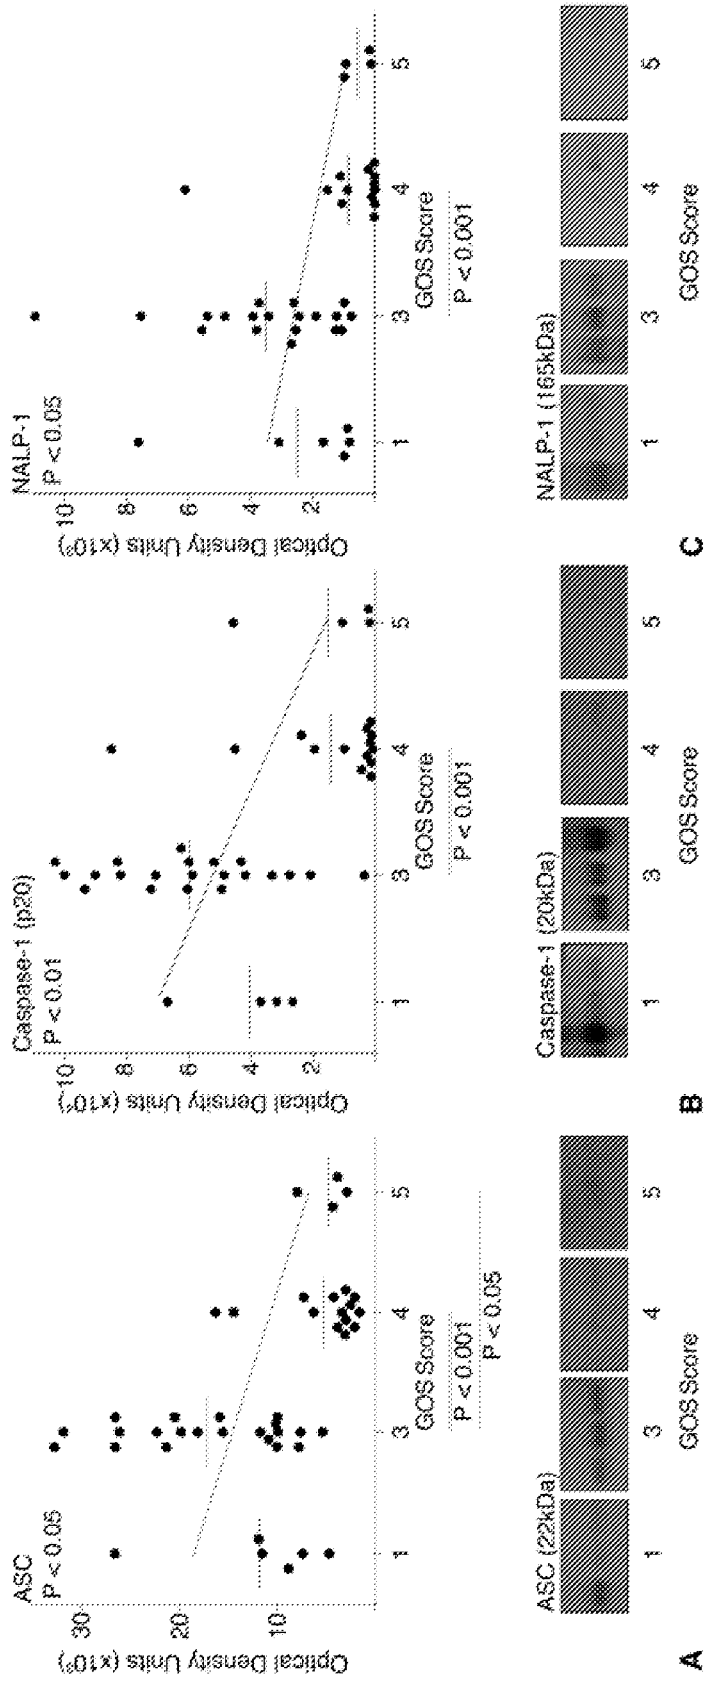 ASC
P < 0.05
Optical Density Units
30
20
10
1 3 4 5
GOS Score
P < 0.001
P < 0.05
ASC (22kDa)
1 3 4 5
GOS Score
A
Caspase-1 (p20)
P < 0.01
Optical Density Units
10
8
6
4
2
1 3 4 5
GOS Score
P < 0.001
Caspase-1 (20kDa)
1 3 4 5
GOS Score
B
NALP-1
P < 0.05
Optical Density Units
10
8
6
4
2
1 3 4 5
GOS Score
P < 0.001
NALP-1 (165kDa)
1 3 4 5
GOS Score
C